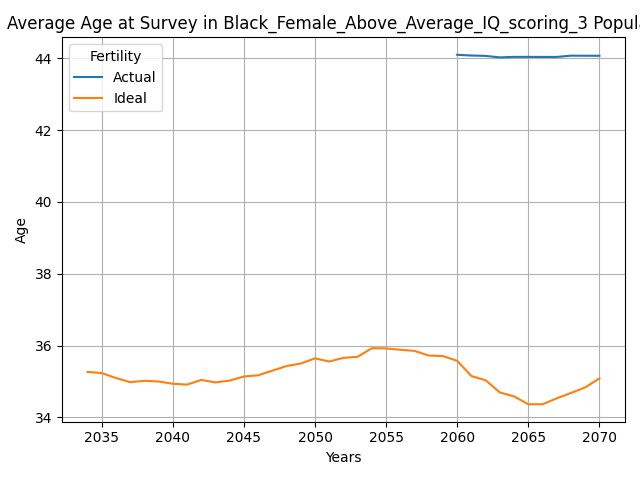 Average Age at Survey in Black_Female_Above_Average_IQ_scoring_3 Popul
Fertility
Actual
Ideal
44
42
40
38
36
34
Age
2035 2040 2045 2050 2055 2060 2065 2070
Years